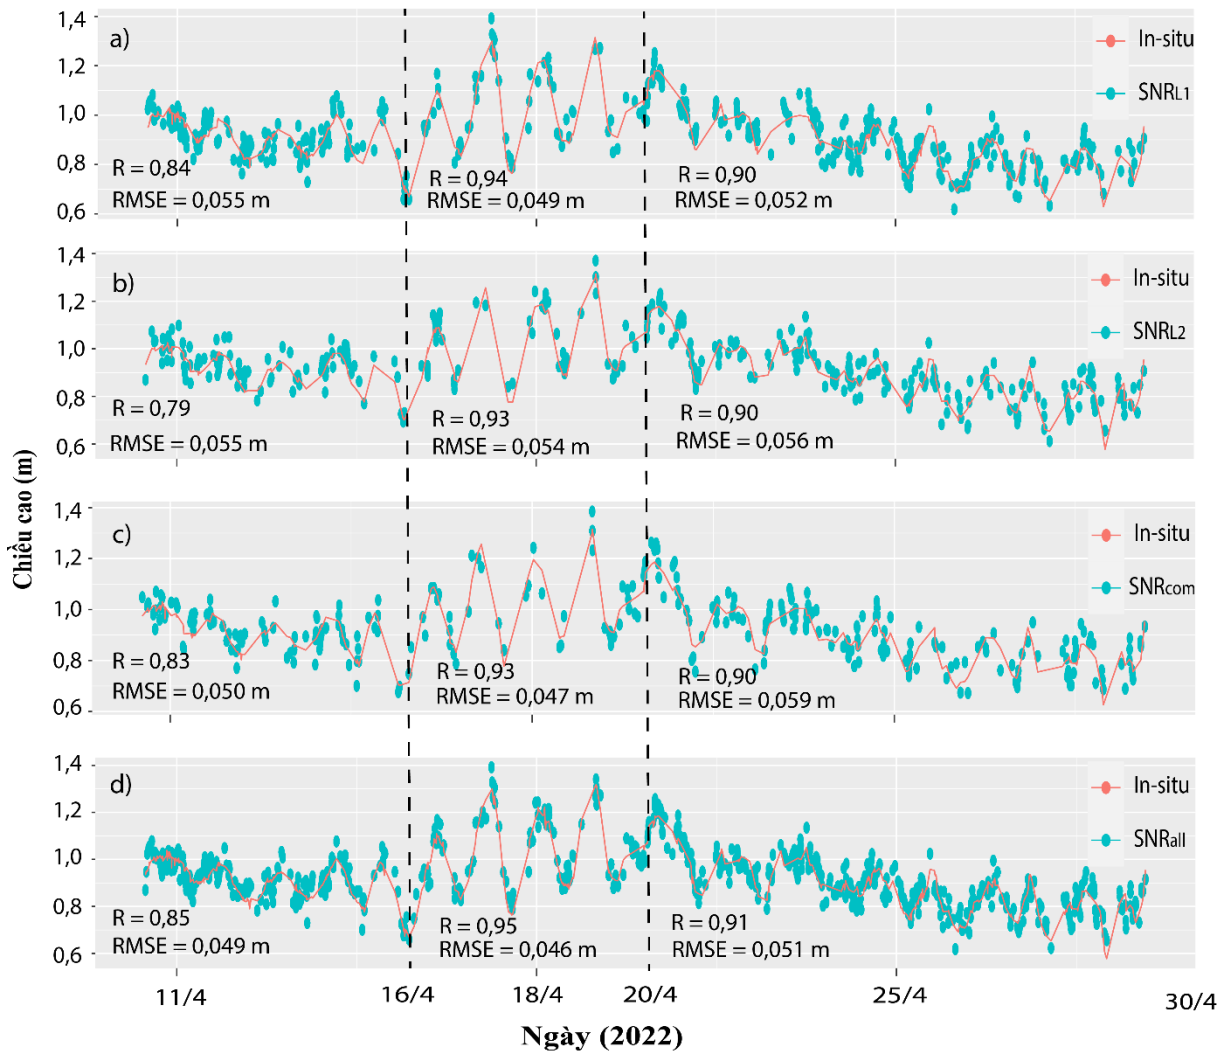 a)
In-situ
SNRL1
1,4
1,2
1,0
0,8
0,6
R = 0,84
RMSE = 0,055 m
R = 0,94
RMSE = 0,049 m
R = 0,90
RMSE = 0,052 m
b)
In-situ
SNRL2
1,4
1,2
1,0
0,8
0,6
R = 0,79
RMSE = 0,055 m
R = 0,93
RMSE = 0,054 m
R = 0,90
RMSE = 0,056 m
Chiều cao (m)
c)
In-situ
SNRcom
1,4
1,2
1,0
0,8
0,6
R = 0,83
RMSE = 0,050 m
R = 0,93
RMSE = 0,047 m
R = 0,90
RMSE = 0,059 m
d)
In-situ
SNRall
1,4
1,2
1,0
0,8
0,6
R = 0,85
RMSE = 0,049 m
R = 0,95
RMSE = 0,046 m
R = 0,91
RMSE = 0,051 m
11/4
16/4
18/4
20/4
25/4
30/4
Ngày (2022)